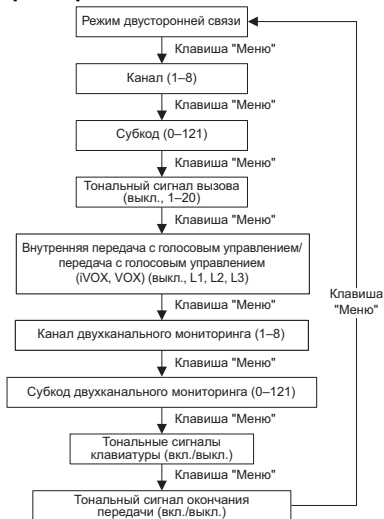 Режим двусторонней связи
Клавиша "Меню"
Канал (1–8)
Клавиша "Меню"
Субкод (0–121)
Клавиша "Меню"
Тональный сигнал вызова
(выкл., 1–20)
Клавиша "Меню"
Внутренняя передача с голосовым управлением/
передача с голосовым управлением
(iVOX, VOX) (выкл., L1, L2, L3)
Клавиша "Меню"
Канал двухканального мониторинга (1–8)
Клавиша "Меню"
Субкод двухканального мониторинга (0–121)
Клавиша "Меню"
Тональные сигналы
клавиатуры (вкл./выкл.)
Клавиша "Меню"
Тональный сигнал окончания
передачи (вкл./выкл.)
Клавиша
"Меню"